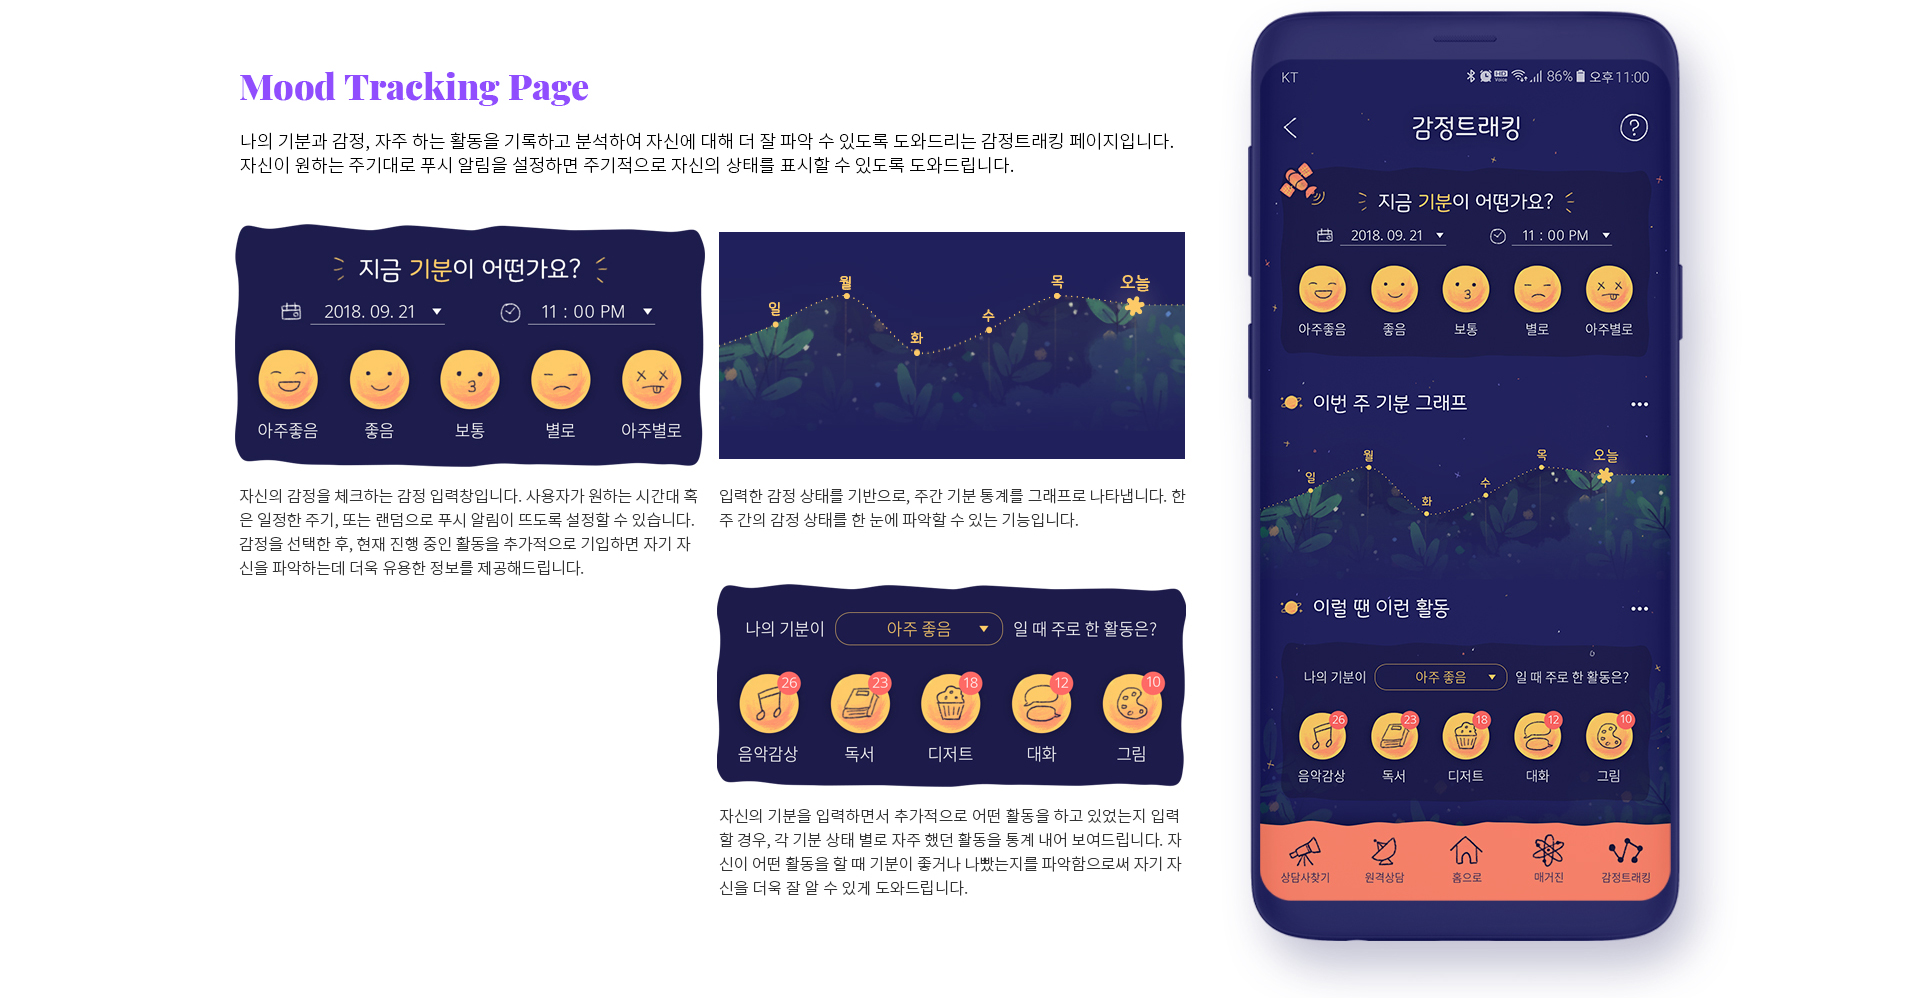 Mood Tracking Page
나의 기분과 감정, 자주 하는 활동을 기록하고 분석하여 자신에 대해 더 잘 파악 수 있도록 도와드리는 감정트래킹 페이지입니다.
자신이 원하는 주기대로 푸시 알림을 설정하면 주기적으로 자신의 상태를 표시할 수 있도록 도와드립니다.
지금 기분이 어떤가요?
2018. 09. 21 11 : 00 PM
아주좋음 좋음 보통 별로 아주별로
자신의 감정을 체크하는 감정 입력창입니다. 사용자가 원하는 시간대 혹
은 일정한 주기, 또는 랜덤으로 푸시 알림이 뜨도록 설정할 수 있습니다.
감정을 선택한 후, 현재 진행 중인 활동을 추가적으로 기입하면 자기 자
신을 파악하는데 더욱 유용한 정보를 제공해드립니다.
일 월 화 수 목 오늘
입력한 감정 상태를 기반으로, 주간 기분 통계를 그래프로 나타냅니다. 한
주 간의 감정 상태를 한 눈에 파악할 수 있는 기능입니다.
나의 기분이 아주 좋음 일 때 주로 한 활동은?
26 23 18 12 10
음악감상 독서 디저트 대화 그림
자신의 기분을 입력하면서 추가적으로 어떤 활동을 하고 있었는지 입력
할 경우, 각 기분 상태 별로 자주 했던 활동을 통계 내어 보여드립니다. 자
신이 어떤 활동을 할 때 기분이 좋거나 나빴는지를 파악함으로써 자기 자
신을 더욱 잘 알 수 있게 도와드립니다.
KT 86% 오후 11:00
감정트래킹 ?
지금 기분이 어떤가요?
2018. 09. 21 11 : 00 PM
아주좋음 좋음 보통 별로 아주별로
이번 주 기분 그래프
일 월 화 수 목 오늘
이럴 땐 이런 활동
나의 기분이 아주 좋음 일 때 주로 한 활동은?
26 23 18 12 10
음악감상 독서 디저트 대화 그림
상담사찾기 원격상담 홈으로 매거진 감정트래킹